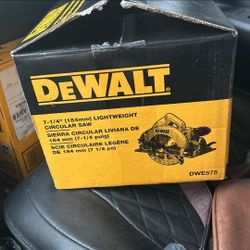 DEWALT
7-1/4" (184mm) LIGHTWEIGHT
CIRCULAR SAW
SIERRA CIRCULAR LIVIANA DE
184 mm (7-1/4 pulg)
SCIE CIRCULAIRE LÉGÈRE
DE 184 mm (7 1/4 po)
DWE575